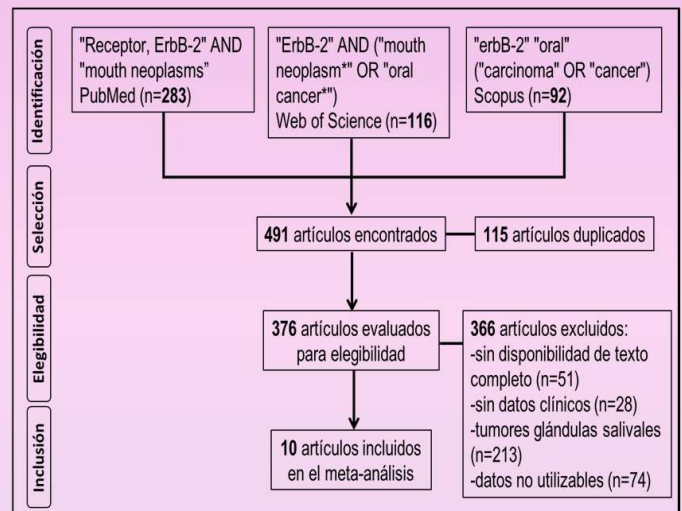 Identificación
"Receptor, ErbB-2" AND
"mouth neoplasms”
PubMed (n=283)
"ErbB-2" AND ("mouth
neoplasm*" OR "oral
cancer*")
Web of Science (n=116)
"erbB-2" "oral"
("carcinoma" OR "cancer")
Scopus (n=92)
Selección
491 artículos encontrados
115 artículos duplicados
Elegibilidad
376 artículos evaluados
para elegibilidad
366 artículos excluidos:
-sin disponibilidad de texto
completo (n=51)
-sin datos clínicos (n=28)
-tumores glándulas salivales
(n=213)
-datos no utilizables (n=74)
Inclusión
10 artículos incluidos
en el meta-análisis